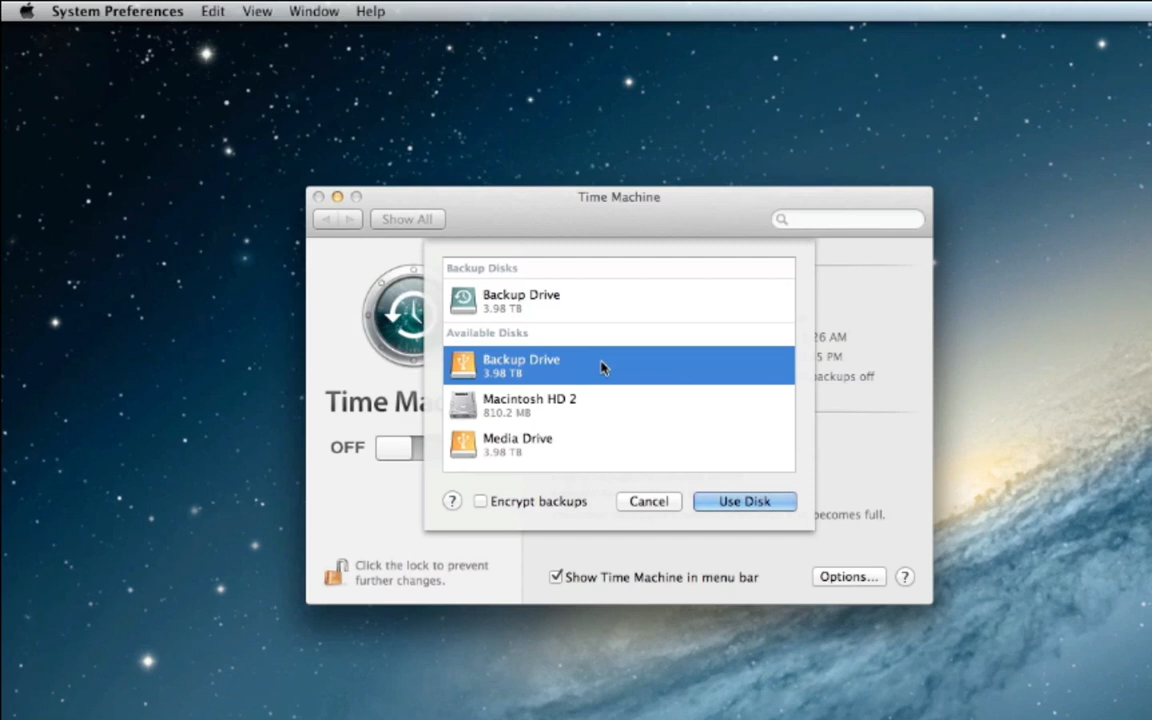 System Preferences Edit View Window Help
Time Machine
Show All
Backup Disks
Backup Drive
3.98 TB
Available Disks
Backup Drive
3.98 TB
Macintosh HD 2
810.2 MB
Media Drive
3.98 TB
? Encrypt backups Cancel Use Disk
26 AM
5 PM
backups off
Time Ma
OFF
becomes full.
Click the lock to prevent
further changes.
Show Time Machine in menu bar
Options... ?